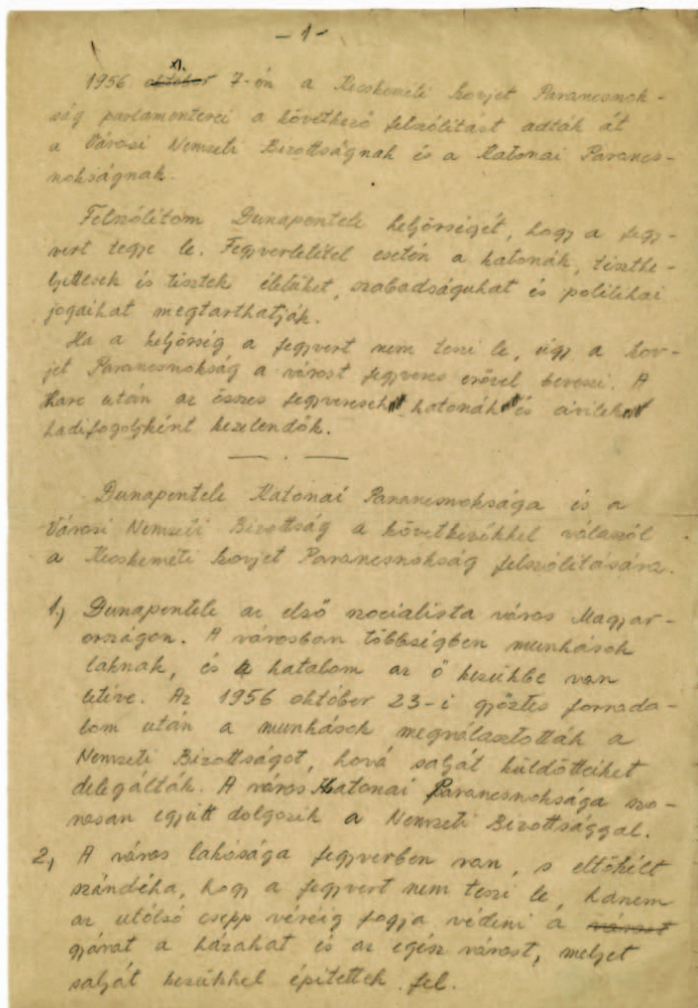 - 1 -
XI.
1956 október 7-én a Kecskeméti Szovjet Parancsnok-
ság parlamenterei a következő felszólítást adták át
a Városi Nemzeti Bizottságnak és a Katonai Parancs-
nokságnak.
Felszólítom Dunapentele helyőrségét, hogy a fegy-
vert tegye le. Fegyverletétel esetén a katonák, tiszthe-
lyettesek és tisztek életüket, szabadságukat és politikai
jogaikat megtarthatják.
Ha a helyőrség a fegyvert nem teszi le, úgy a Szov-
jet Parancsnokság a várost fegyveres erővel beveszi. A
harc után az összes fegyveresek katonák és civilek
hadifogolyként kezelendők.
Dunapentele Katonai Parancsnoksága és a
Városi Nemzeti Bizottság a következőkkel válaszol
a Kecskeméti Szovjet Parancsnokság felszólítására.
1, Dunapentele az első szocialista város Magyar-
országon. A városban többségben munkások
laknak, és a hatalom az ő kezükbe van
letéve. Az 1956 október 23-i győztes forrada-
lom után a munkások megválasztották a
Nemzeti Bizottságot, hová saját küldötteiket
delegálták. A város Katonai Parancsnoksága szo-
rosan együtt dolgozik a Nemzeti Bizottsággal.
2, A város lakósága fegyverben van, s eltökélt
szándéka, hogy a fegyvert nem teszi le, hanem
az utólsó csepp véréig fogja védeni a várost
gyárat a házakat és az egész várost, melyet
saját kezükkel építettek fel.